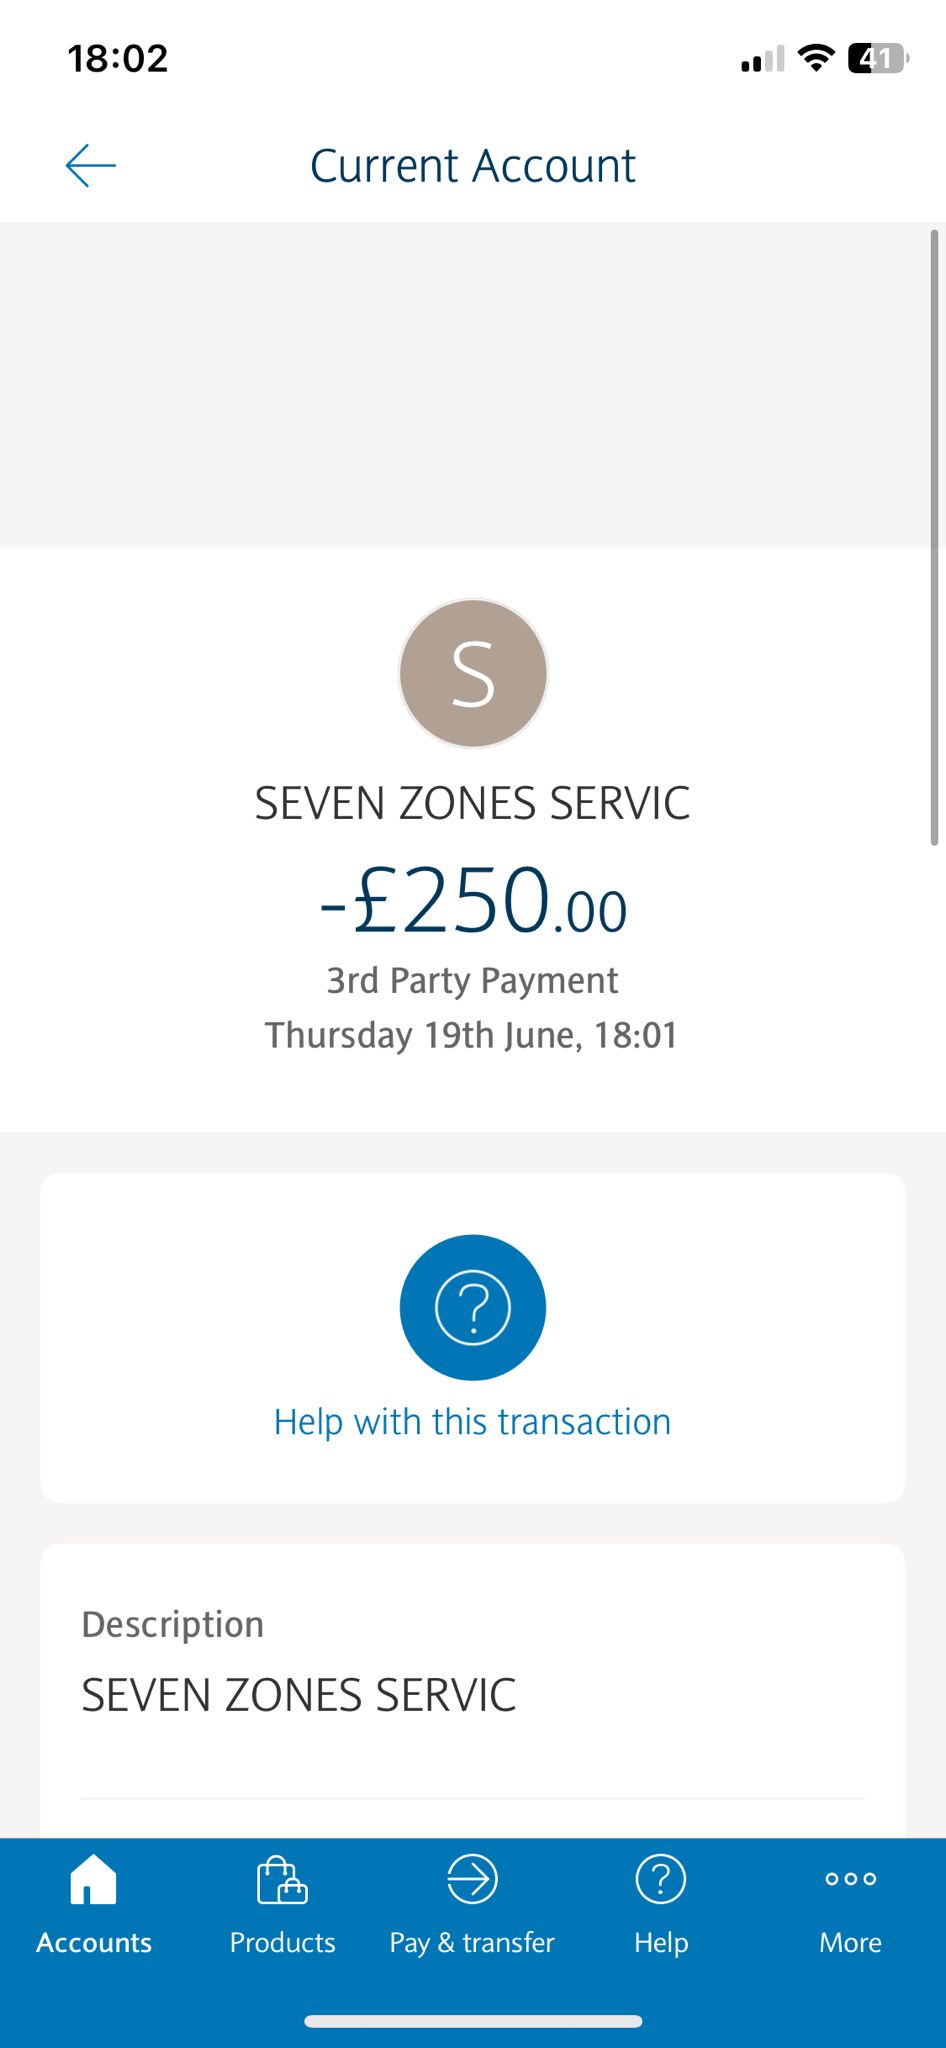 18:02
41
Current Account
S
SEVEN ZONES SERVIC
-£250.00
3rd Party Payment
Thursday 19th June, 18:01
?
Help with this transaction
Description
SEVEN ZONES SERVIC
?
Accounts
Products
Pay & transfer
Help
More